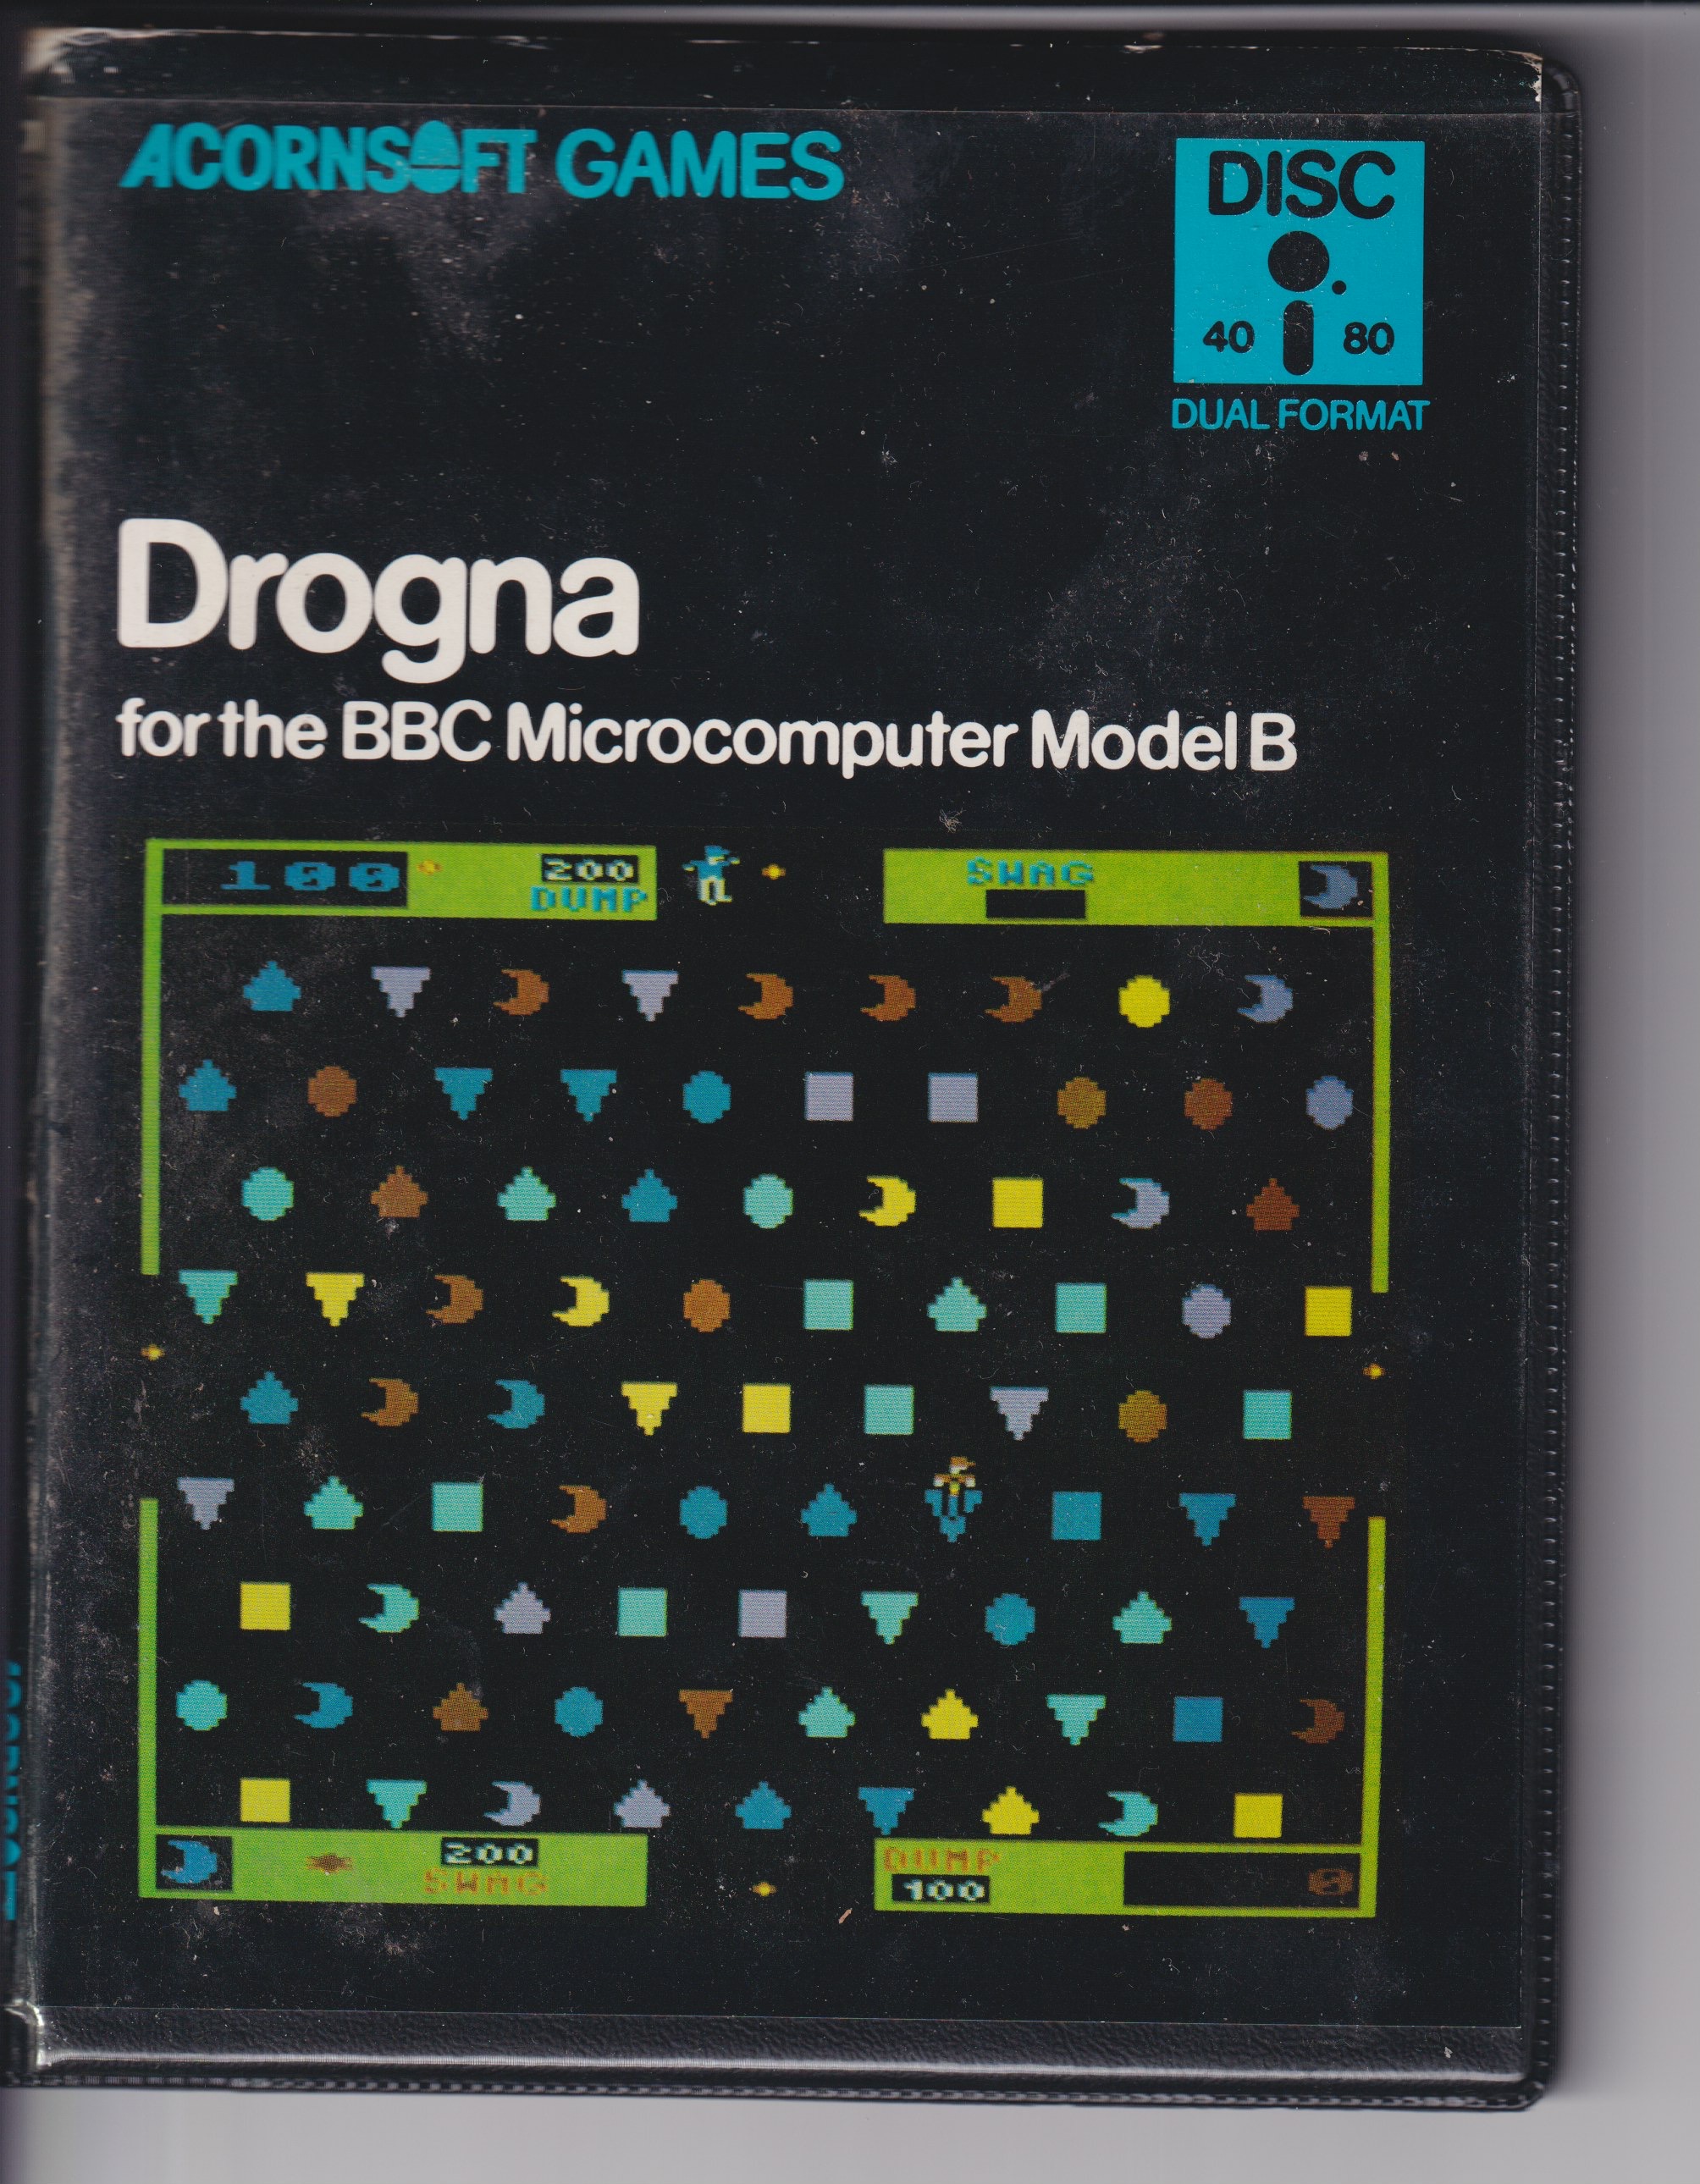 ACORNSOFT GAMES
DISC
40 80
DUAL FORMAT
Drogna
for the BBC Microcomputer Model B
100
200
DUMP
SWAG
200
SWAG
DUMP
100
0